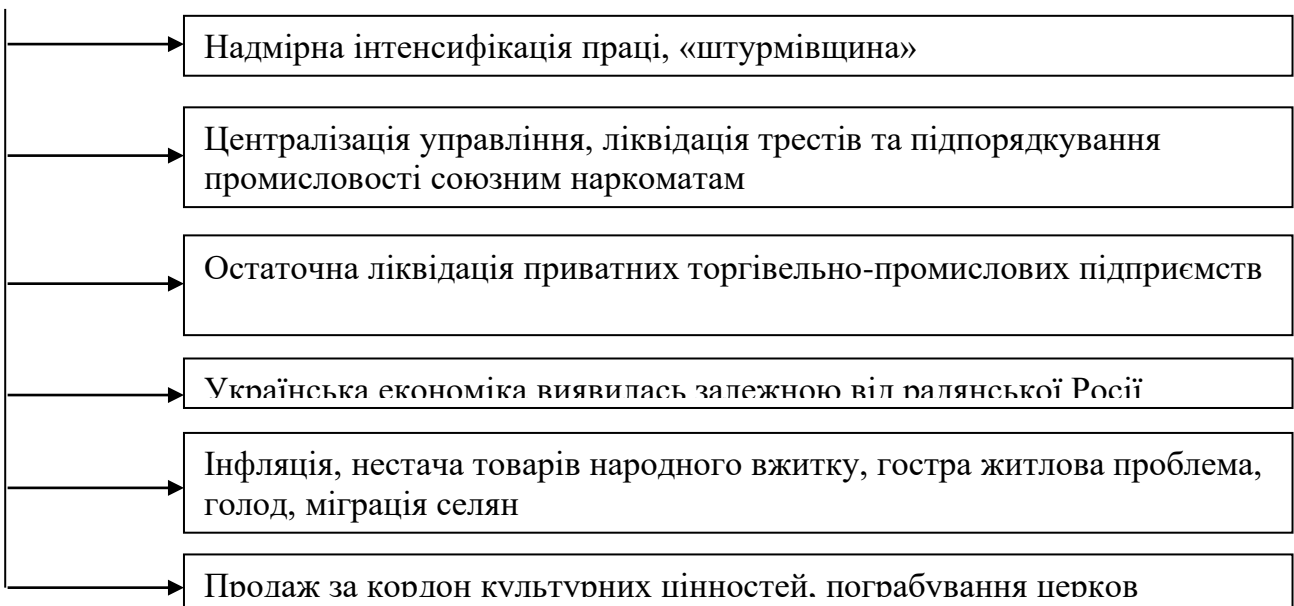 Надмірна інтенсифікація праці, «штурмівщина»
Централізація управління, ліквідація трестів та підпорядкування
промисловості союзним наркоматам
Остаточна ліквідація приватних торгівельно-промислових підприємств
Українська економіка виявилась залежною від радянської Росії
Інфляція, нестача товарів народного вжитку, гостра житлова проблема,
голод, міграція селян
Продаж за кордон культурних цінностей, пограбування церков